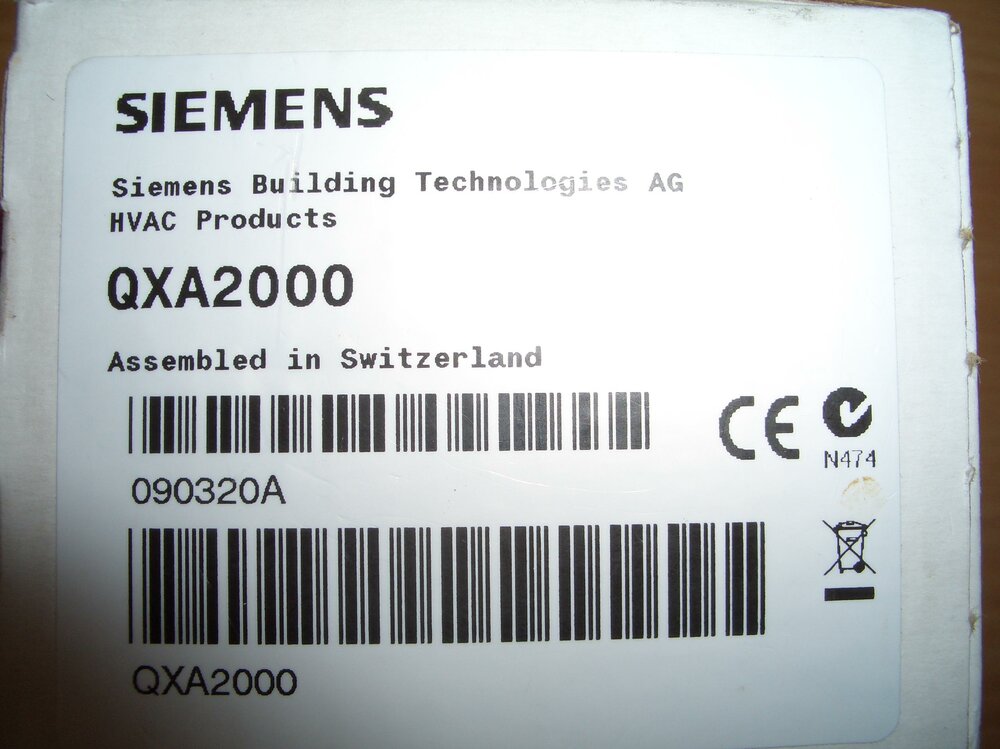 SIEMENS
Siemens Building Technologies AG
HVAC Products
QXA2000
Assembled in Switzerland
090320A
CE
N474
QXA2000